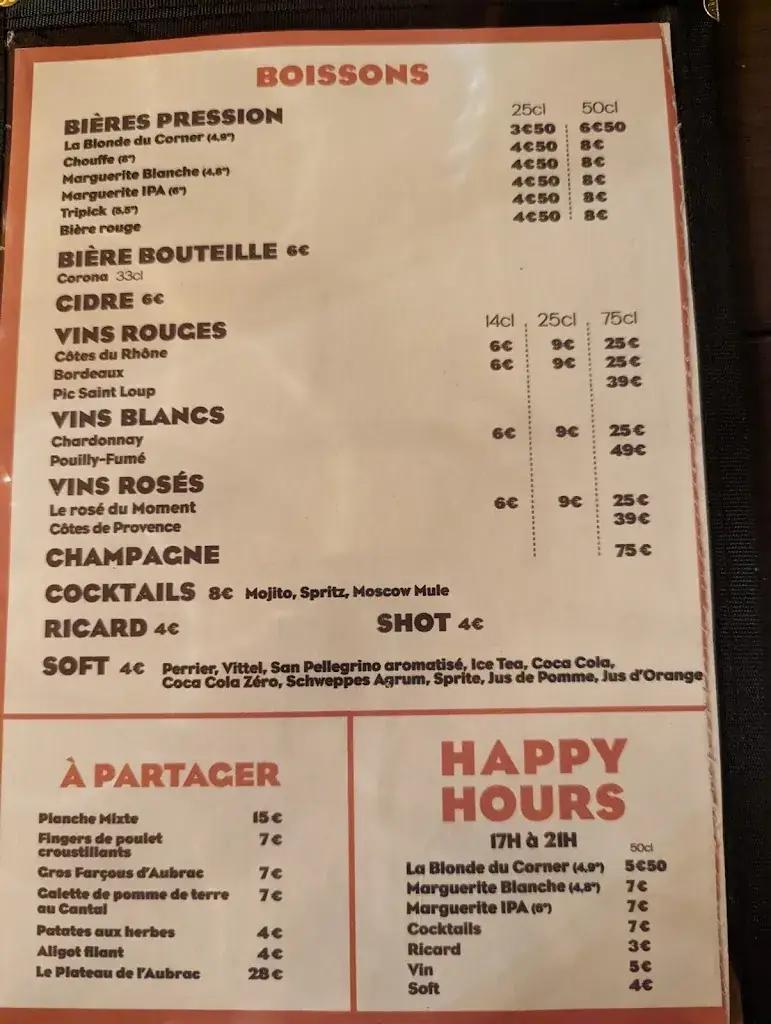 BOISSONS
BIÈRES PRESSION 25cl 50cl
La Blonde du Corner (4,9°) 3€50 6€50
Chouffe (8°) 4€50 8€
Marguerite Blanche (4,8°) 4€50 8€
Marguerite IPA (6°) 4€50 8€
Tripick (5,5°) 4€50 8€
Bière rouge 4€50 8€
BIÈRE BOUTEILLE 6€
Corona 33cl
CIDRE 6€
VINS ROUGES 14cl 25cl 75cl
Côtes du Rhône 6€ 9€ 25€
Bordeaux 6€ 9€ 25€
Pic Saint Loup 39€
VINS BLANCS
Chardonnay 6€ 9€ 25€
Pouilly-Fumé 49€
VINS ROSÉS
Le rosé du Moment 6€ 9€ 25€
Côtes de Provence 39€
CHAMPAGNE 75€
COCKTAILS 8€ Mojito, Spritz, Moscow Mule
RICARD 4€ SHOT 4€
SOFT 4€ Perrier, Vittel, San Pellegrino aromatisé, Ice Tea, Coca Cola,
Coca Cola Zéro, Schweppes Agrum, Sprite, Jus de Pomme, Jus d'Orange
À PARTAGER
Planche Mixte 15€
Fingers de poulet 7€
croustillants
Gros Farçous d'Aubrac 7€
Galette de pomme de terre 7€
au Cantal
Patates aux herbes 4€
Aligot filant 4€
Le Plateau de l'Aubrac 28€
HAPPY
HOURS
17H à 21H
50cl
La Blonde du Corner (4,9°) 5€50
Marguerite Blanche (4,8°) 7€
Marguerite IPA (6°) 7€
Cocktails 7€
Ricard 3€
Vin 5€
Soft 4€